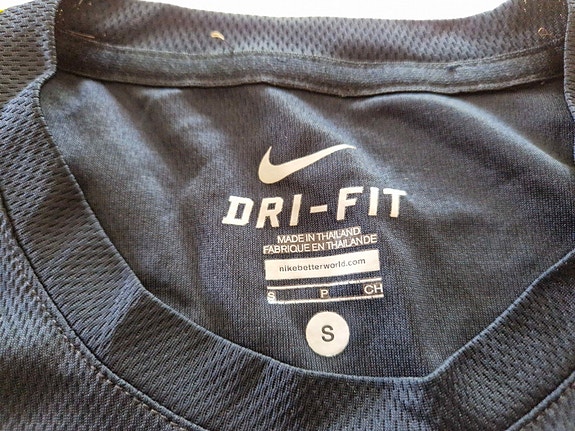 DRI-FIT
MADE IN THAILAND
FABRIQUE EN THAILANDE
nikebetterworld.com
S P CH
S